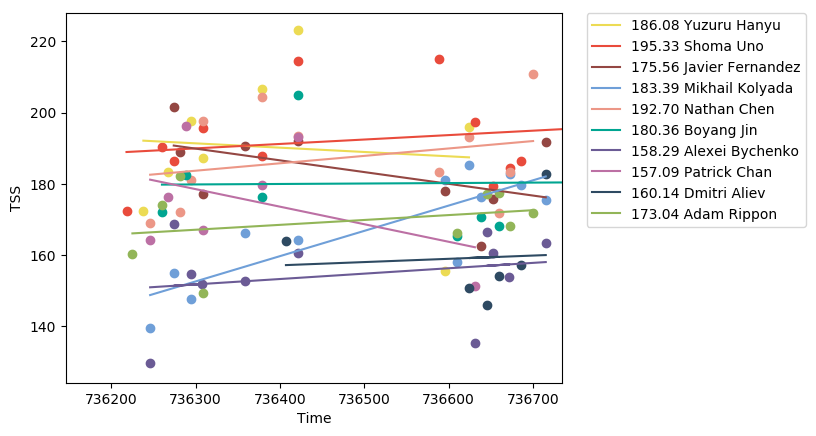 220
200
180
160
140
TSS
736200 736300 736400 736500 736600 736700
Time
186.08 Yuzuru Hanyu
195.33 Shoma Uno
175.56 Javier Fernandez
183.39 Mikhail Kolyada
192.70 Nathan Chen
180.36 Boyang Jin
158.29 Alexei Bychenko
157.09 Patrick Chan
160.14 Dmitri Aliev
173.04 Adam Rippon